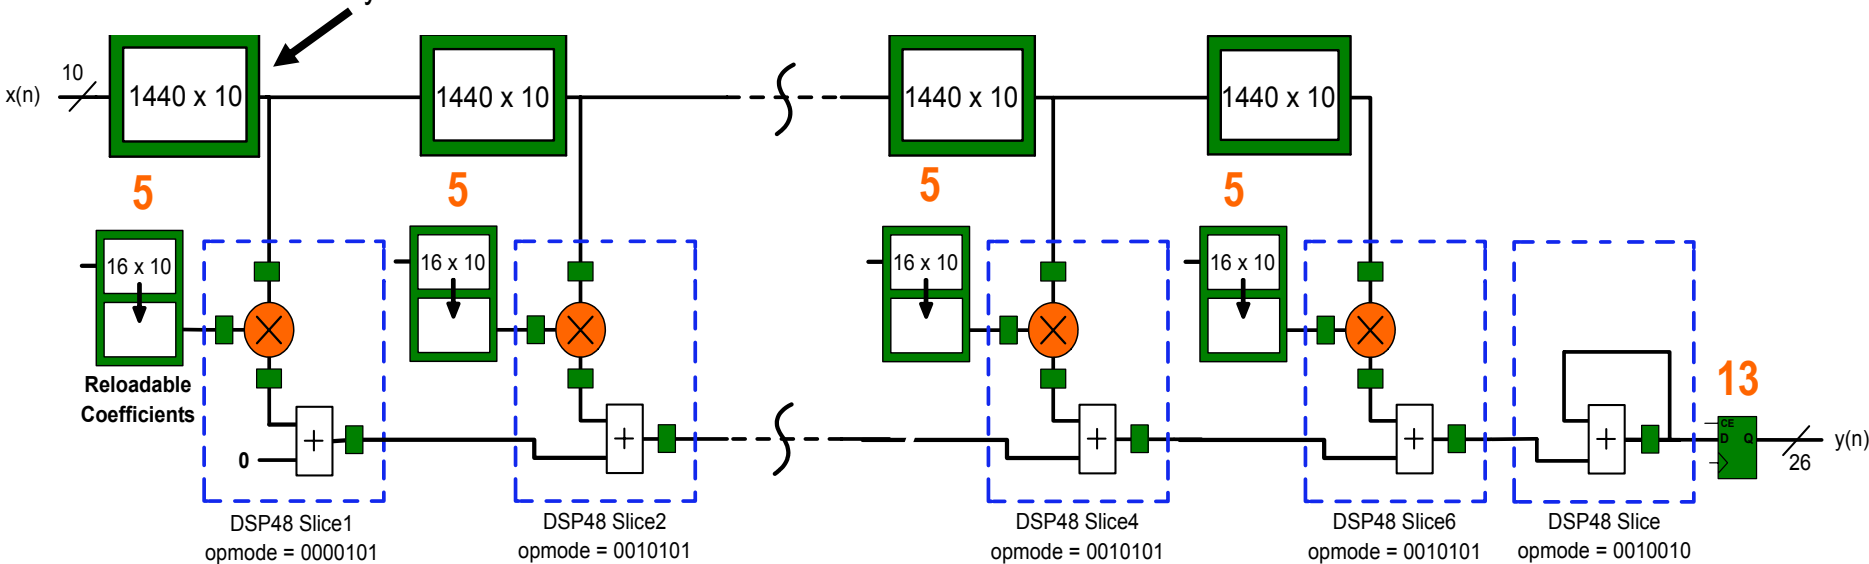 10
x(n)
1440 x 10
1440 x 10
1440 x 10
1440 x 10
5
5
5
5
16 x 10
16 x 10
16 x 10
16 x 10
Reloadable
Coefficients
0
+
+
+
+
+
13
CE
D Q
26
y(n)
DSP48 Slice1
opmode = 0000101
DSP48 Slice2
opmode = 0010101
DSP48 Slice4
opmode = 0010101
DSP48 Slice6
opmode = 0010101
DSP48 Slice
opmode = 0010010